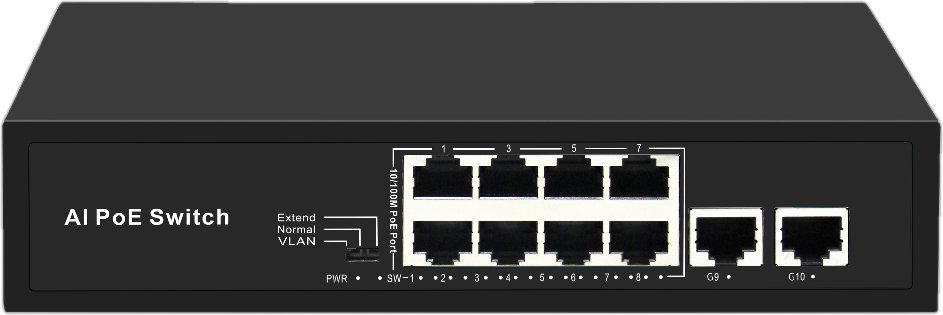 AI PoE Switch
Extend
Normal
VLAN
PWR
SW
10/100M PoE Port
1 3 5 7
1 2 3 4 5 6 7 8
G9
G10